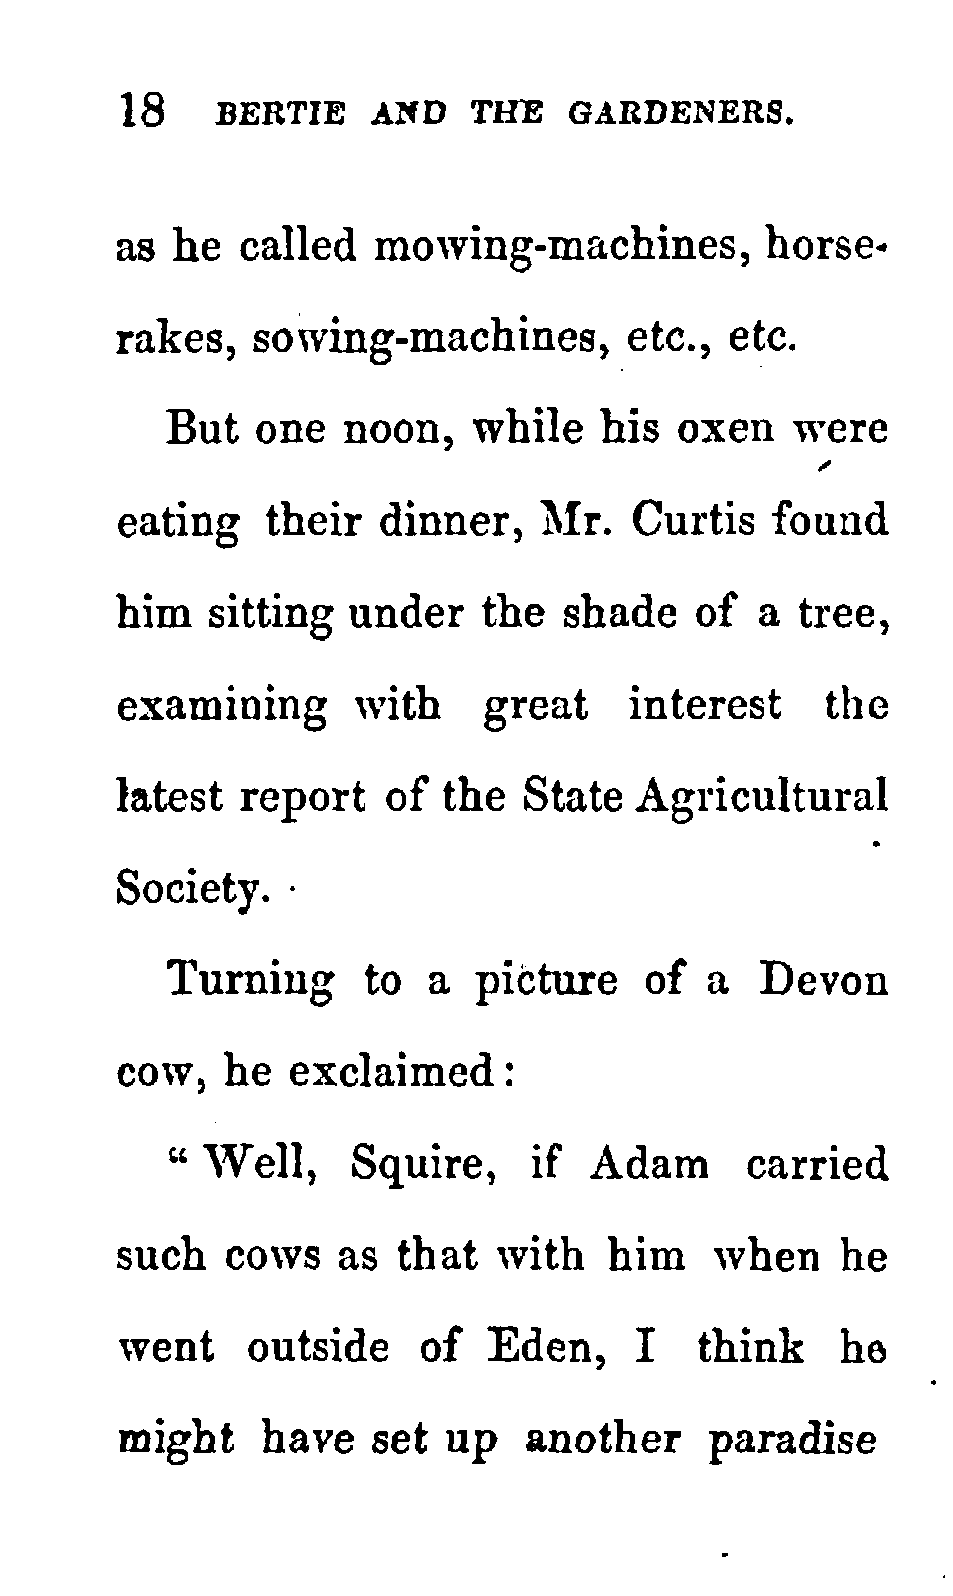 18 BERTIE AND THE GARDENERS.
as he called mowing-machines, horse-
rakes, sowing-machines, etc., etc.
But one noon, while his oxen were
eating their dinner, Mr. Curtis found
him sitting under the shade of a tree,
examining with great interest the
latest report of the State Agricultural
Society.
Turning to a picture of a Devon
cow, he exclaimed:
“Well, Squire, if Adam carried
such cows as that with him when he
went outside of Eden, I think he
might have set up another paradise